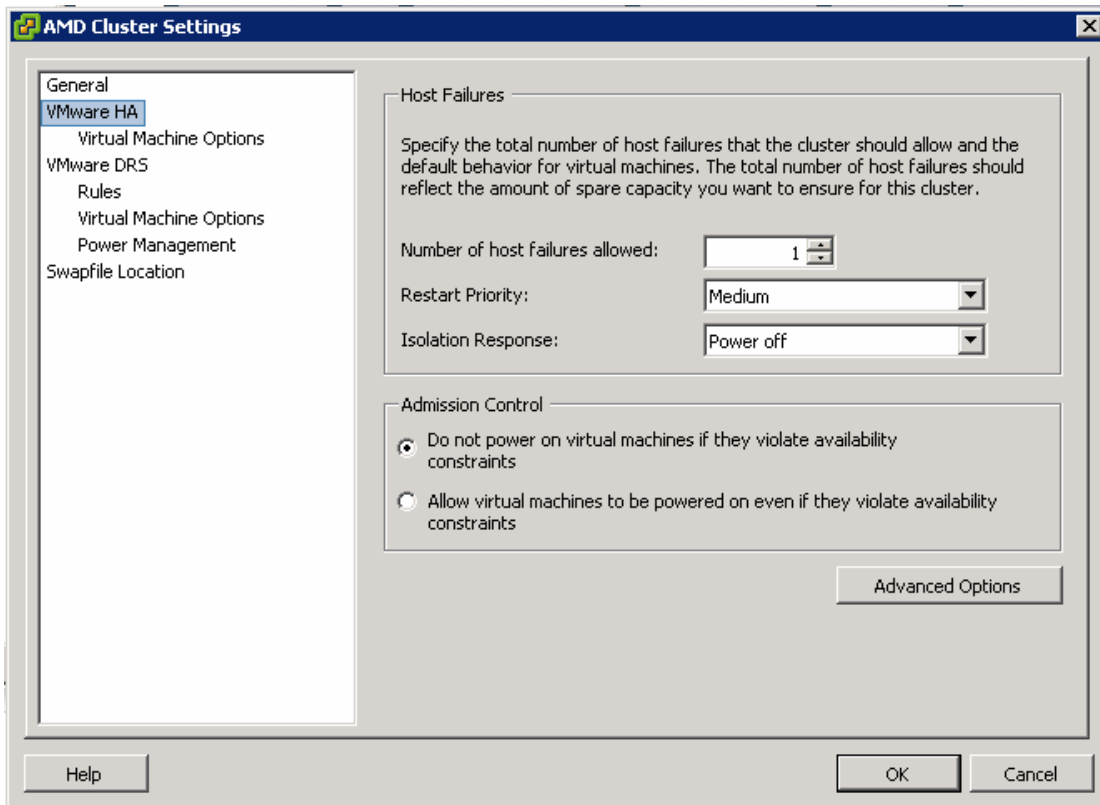 AMD Cluster Settings
General
VMware HA
Virtual Machine Options
VMware DRS
Rules
Virtual Machine Options
Power Management
Swapfile Location
Host Failures
Specify the total number of host failures that the cluster should allow and the
default behavior for virtual machines. The total number of host failures should
reflect the amount of spare capacity you want to ensure for this cluster.
Number of host failures allowed: 1
Restart Priority: Medium
Isolation Response: Power off
Admission Control
Do not power on virtual machines if they violate availability
constraints
Allow virtual machines to be powered on even if they violate availability
constraints
Advanced Options
Help
OK
Cancel